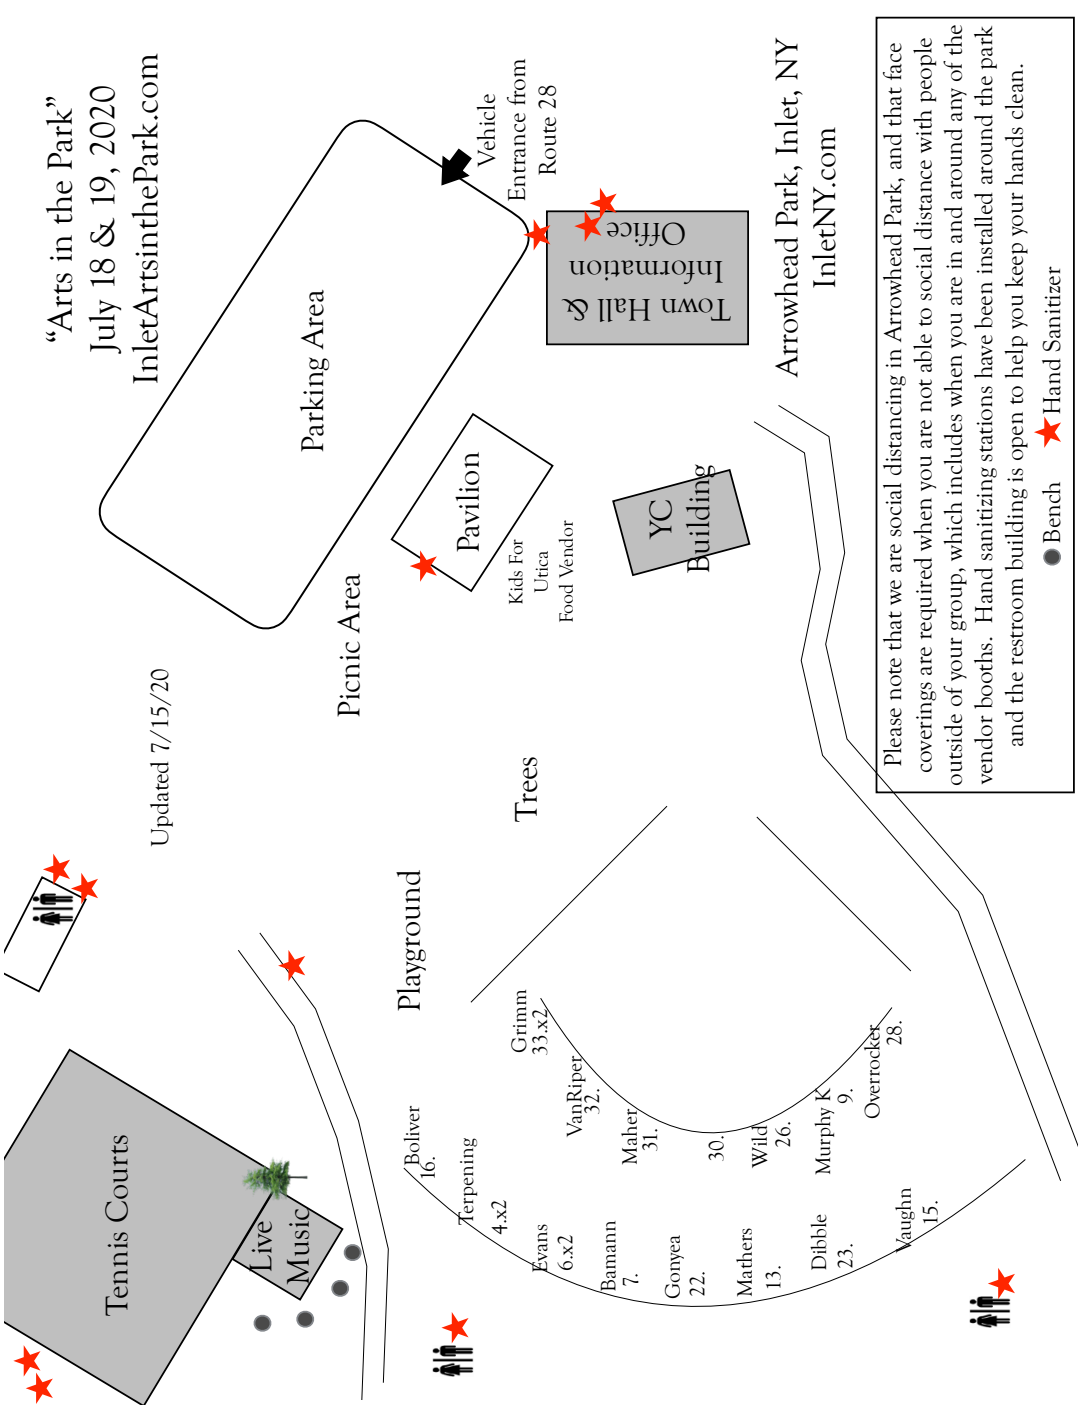 “Arts in the Park”
July 18 & 19, 2020
InletArtsinthePark.com
Updated 7/15/20
Vehicle
Entrance from
Route 28
Parking Area
Town Hall &
Information
Office
Pavilion
Kids For
Utica
Food Vendor
Picnic Area
YC
Building
Trees
Playground
Tennis Courts
Live
Music
Boliver
16.
Terpening
4.x2
Evans
6.x2
Bamann
7.
Gonyea
22.
Mathers
13.
Dibble
23.
Vaughn
15.
Grimm
33.x2
VanRiper
32.
Maher
31.
30.
Wild
26.
Murphy K
9.
Overrocker
28.
Arrowhead Park, Inlet, NY
InletNY.com
Please note that we are social distancing in Arrowhead Park, and that face
coverings are required when you are not able to social distance with people
outside of your group, which includes when you are in and around any of the
vendor booths.  Hand sanitizing stations have been installed around the park
and the restroom building is open to help you keep your hands clean.
Bench
Hand Sanitizer